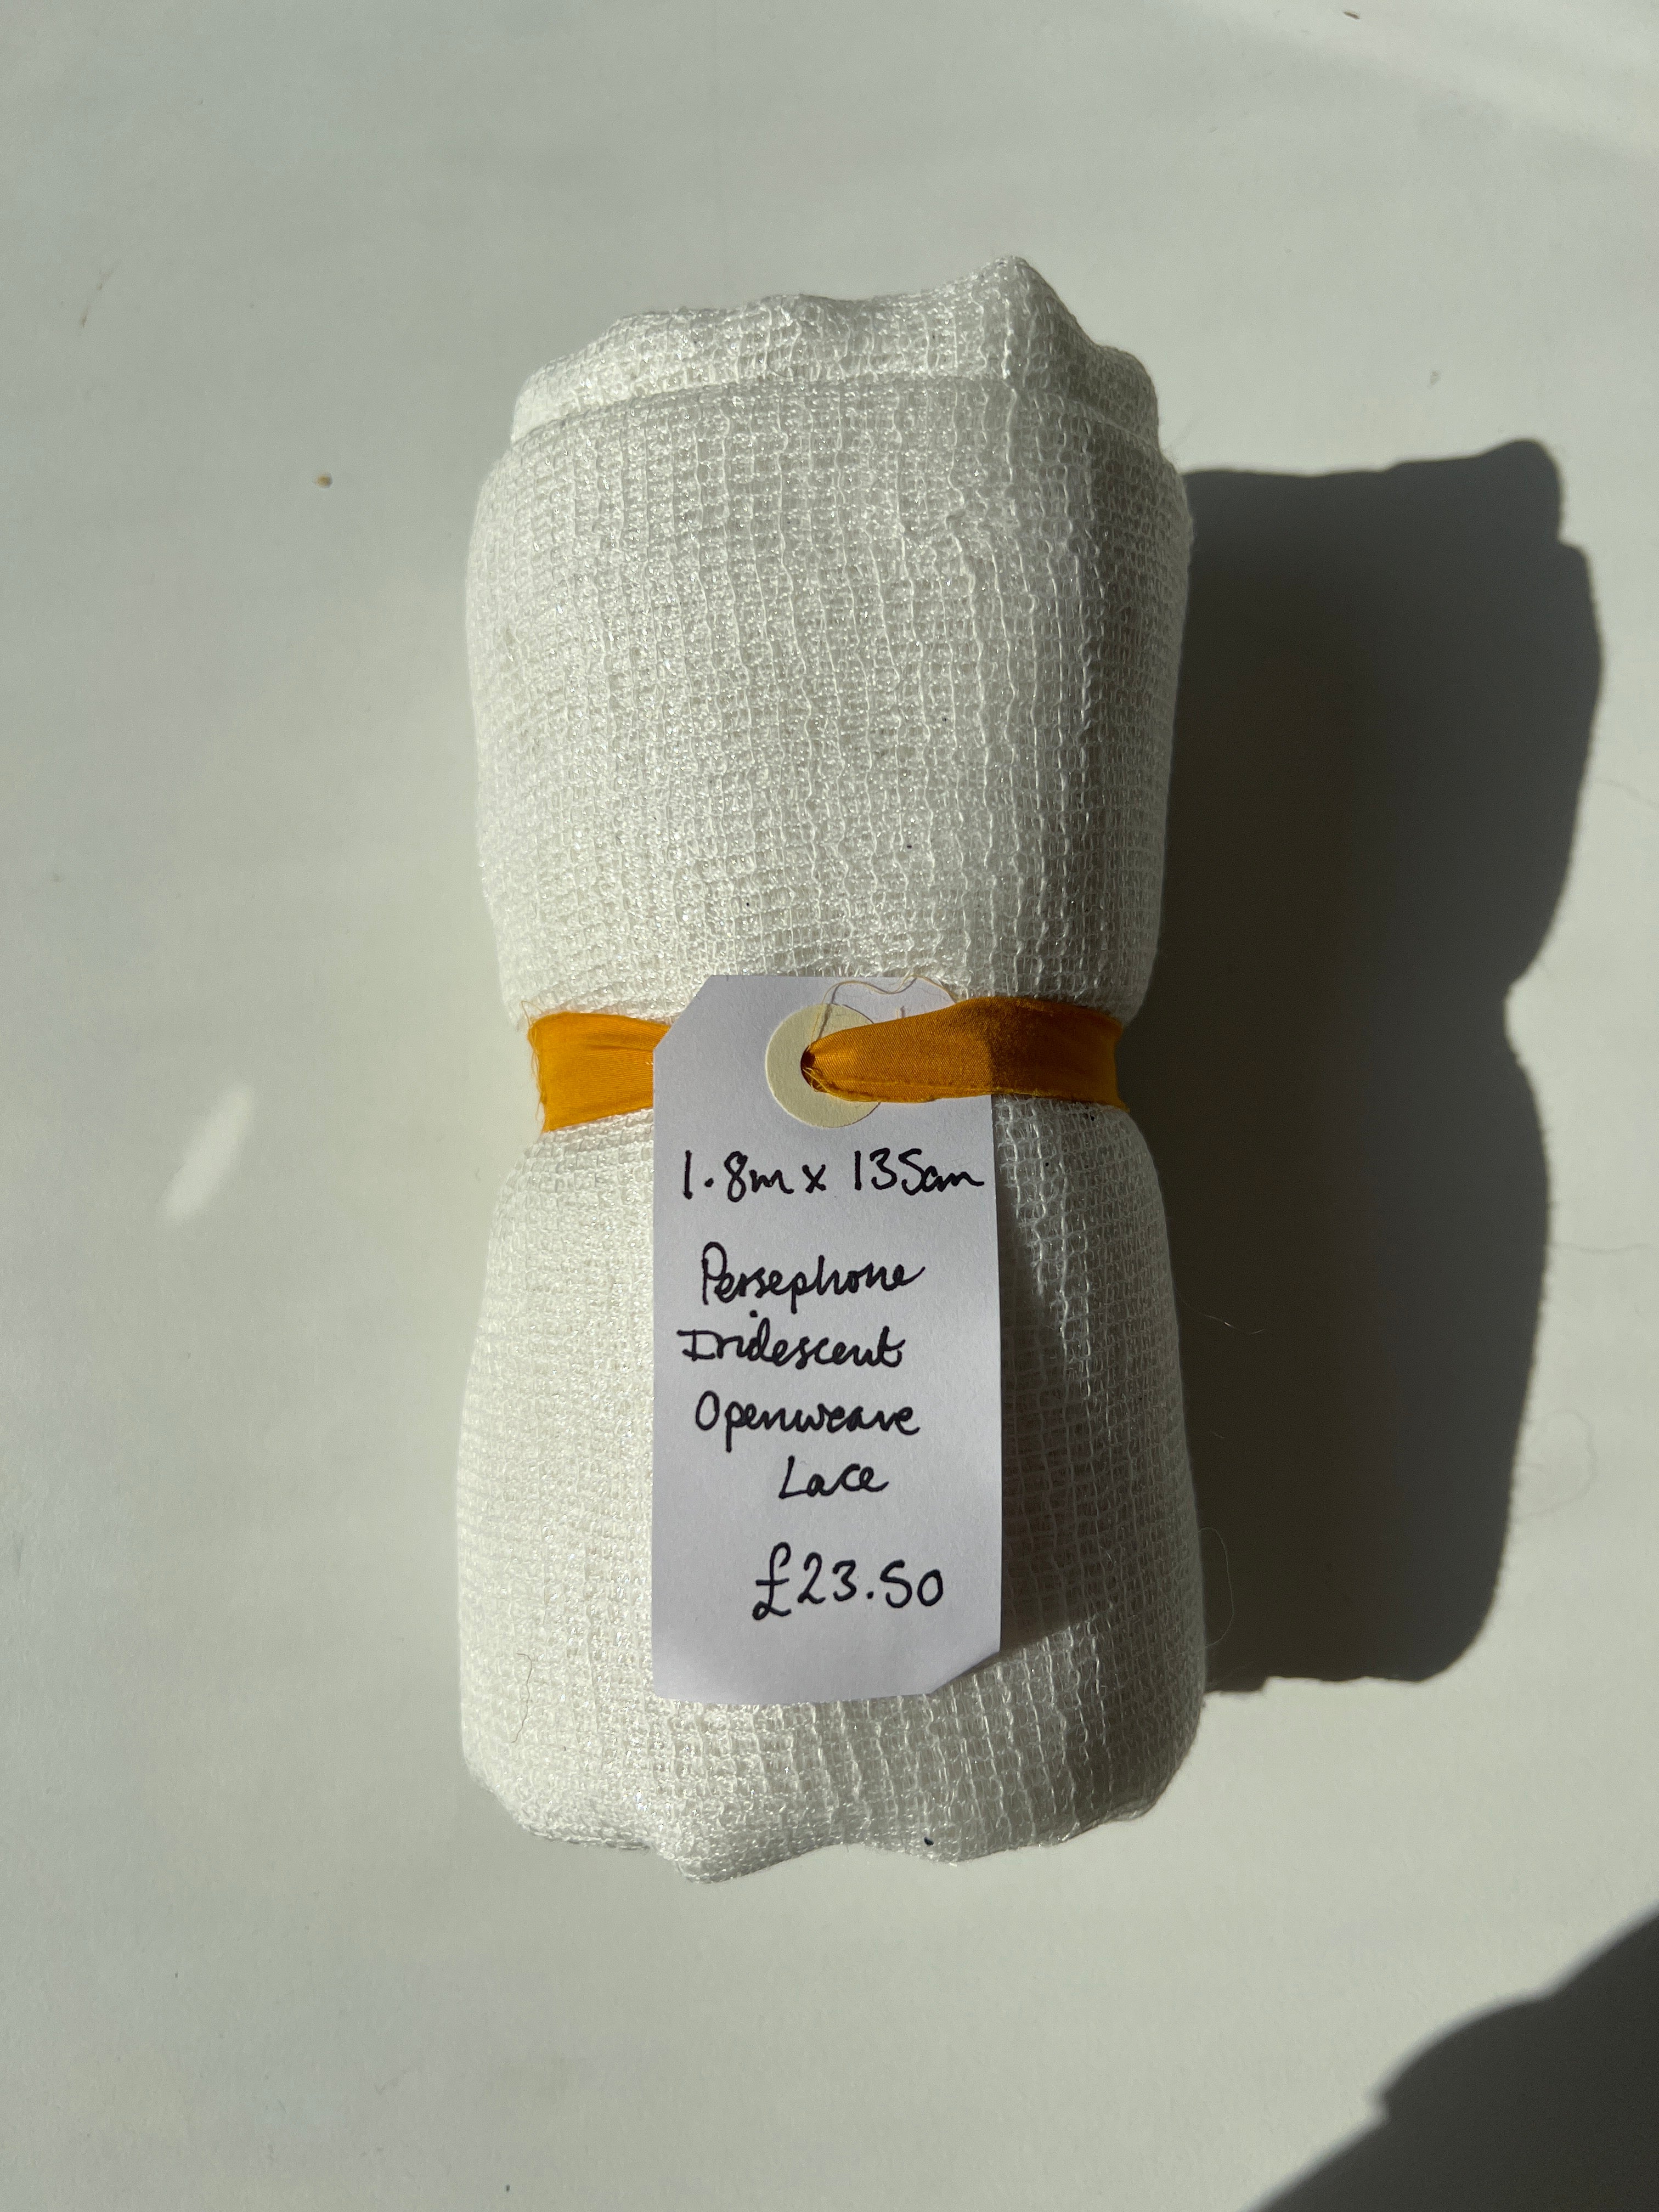 1.8m x 135cm
Persephone
Iridescent
Openweave
Lace
£23.50